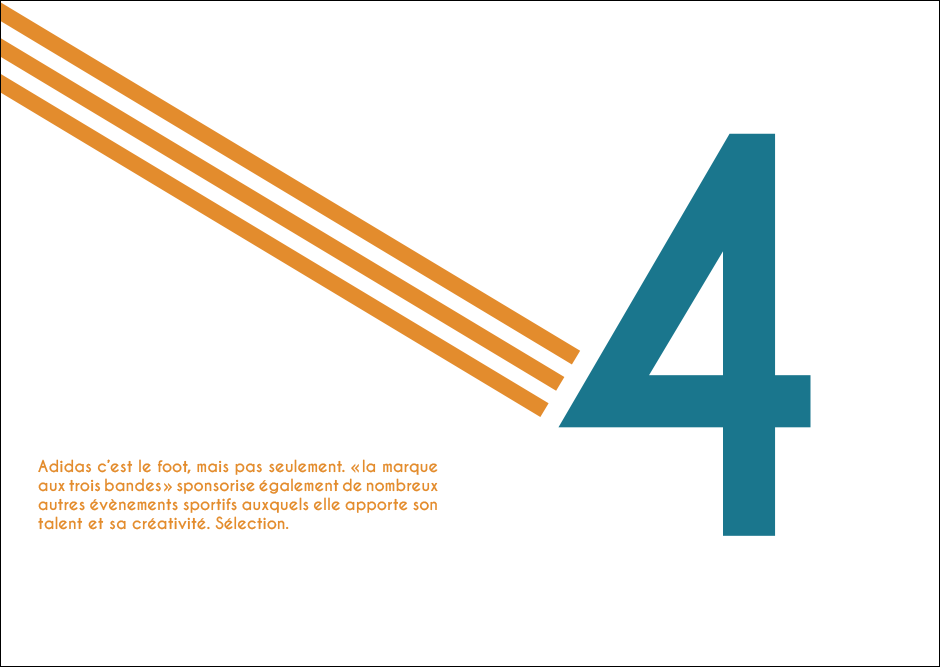 4
Adidas c'est le foot, mais pas seulement. «la marque
aux trois bandes» sponsorise également de nombreux
autres évènements sportifs auxquels elle apporte son
talent et sa créativité. Sélection.